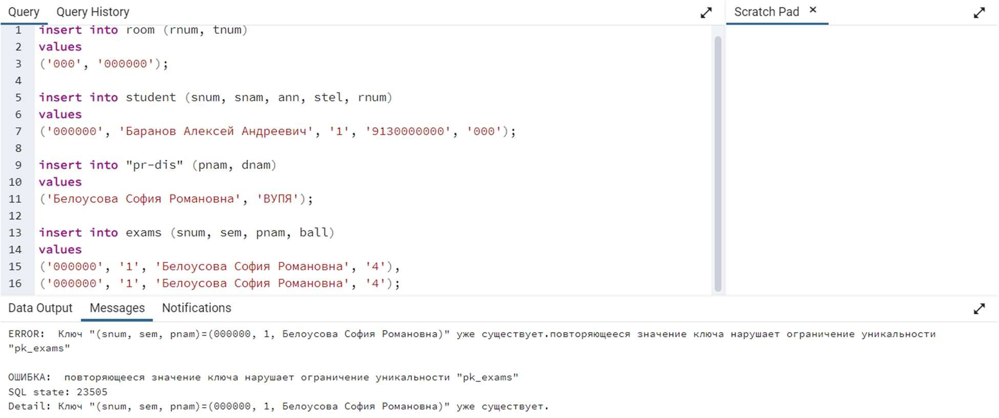 Query Query History Scratch Pad ×
1 insert into room (rnum, tnum)
2 values
3 ('000', '000000');
4
5 insert into student (snum, snam, ann, stel, rnum)
6 values
7 ('000000', 'Баранов Алексей Андреевич', '1', '9130000000', '000');
8
9 insert into "pr-dis" (pnam, dnam)
10 values
11 ('Белоусова София Романовна', 'ВУПЯ');
12
13 insert into exams (snum, sem, pnam, ball)
14 values
15 ('000000', '1', 'Белоусова София Романовна', '4'),
16 ('000000', '1', 'Белоусова София Романовна', '4');
Data Output Messages Notifications
ERROR:  Ключ "(snum, sem, pnam)=(000000, 1, Белоусова София Романовна)" уже существует.повторяющееся значение ключа нарушает ограничение уникальности
"pk_exams"
ОШИБКА:  повторяющееся значение ключа нарушает ограничение уникальности "pk_exams"
SQL state: 23505
Detail: Ключ "(snum, sem, pnam)=(000000, 1, Белоусова София Романовна)" уже существует.